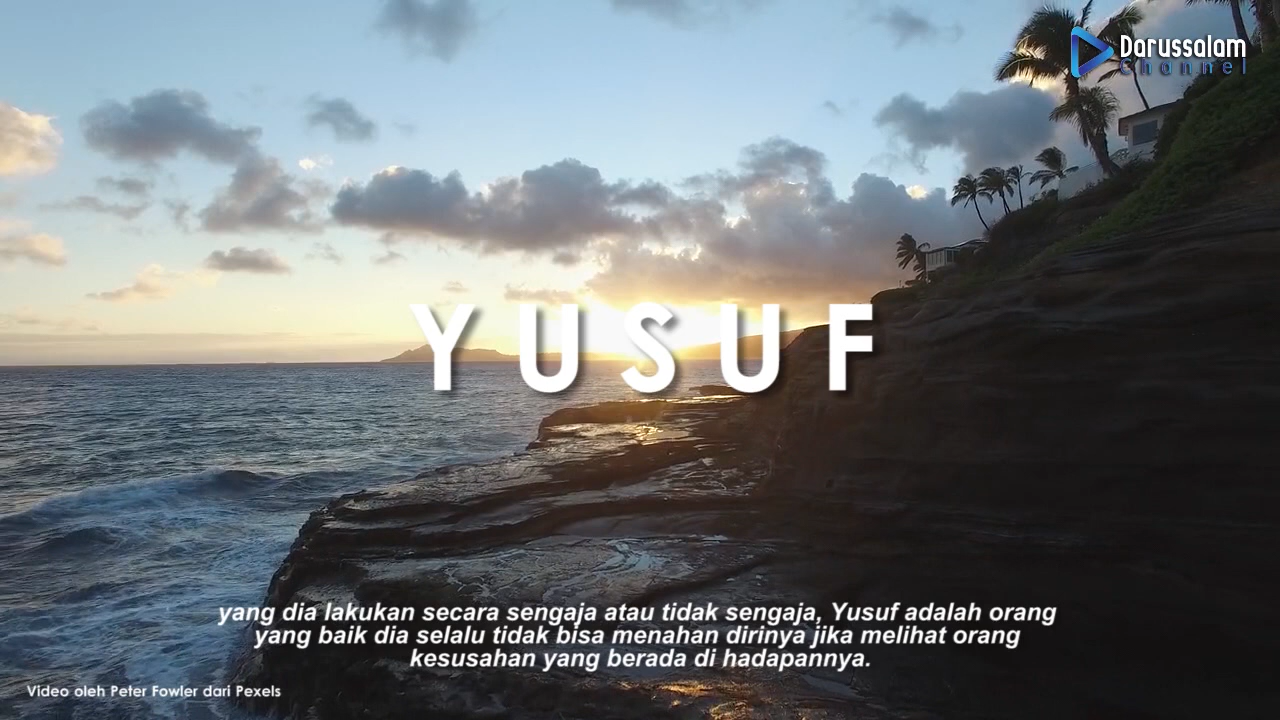 Darussalam
Channel
YUSUF
yang dia lakukan secara sengaja atau tidak sengaja, Yusuf adalah orang
yang baik dia selalu tidak bisa menahan dirinya jika melihat orang
kesusahan yang berada di hadapannya.
Video oleh Peter Fowler dari Pexels